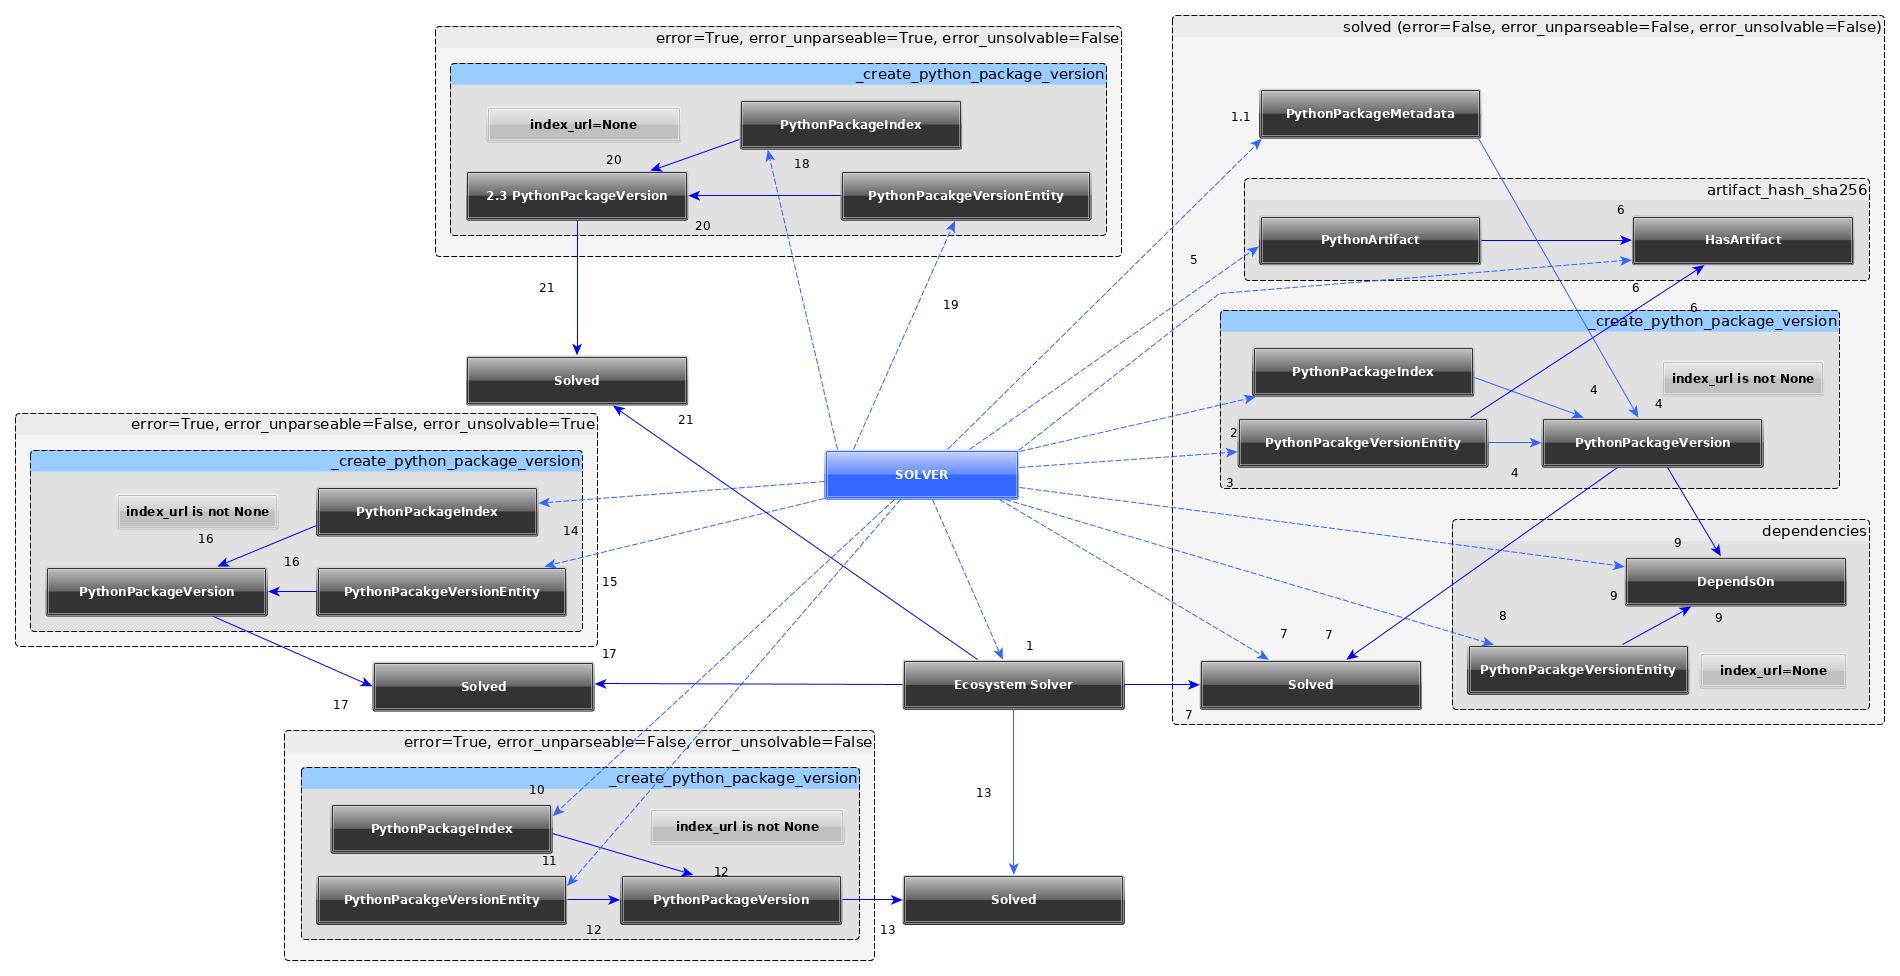 error=True, error_unparseable=True, error_unsolvable=False
_create_python_package_version
index_url=None
PythonPackageIndex
20
18
2.3 PythonPackageVersion
PythonPacakgeVersionEntity
20
21
19
Solved
21
solved (error=False, error_unparseable=False, error_unsolvable=False)
1.1
PythonPackageMetadata
artifact_hash_sha256
6
PythonArtifact
HasArtifact
5
6
6
_create_python_package_version
PythonPackageIndex
index_url is not None
4
4
2
PythonPacakgeVersionEntity
PythonPackageVersion
4
3
dependencies
9
DependsOn
9
8
9
PythonPacakgeVersionEntity
index_url=None
7
7
Solved
7
SOLVER
1
Ecosystem Solver
error=True, error_unparseable=False, error_unsolvable=True
_create_python_package_version
index_url is not None
PythonPackageIndex
14
16
16
15
PythonPackageVersion
PythonPacakgeVersionEntity
17
Solved
17
error=True, error_unparseable=False, error_unsolvable=False
_create_python_package_version
10
PythonPackageIndex
index_url is not None
11
12
PythonPacakgeVersionEntity
PythonPackageVersion
12
13
13
Solved